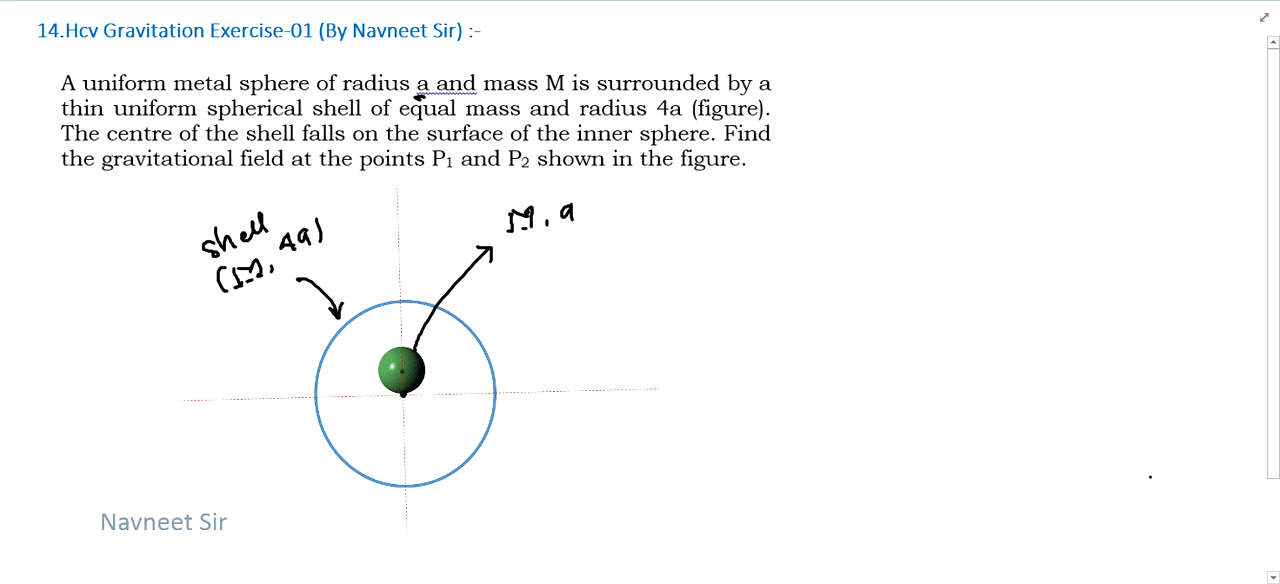 14.Hcv Gravitation Exercise-01 (By Navneet Sir) :-
A uniform metal sphere of radius a and mass M is surrounded by a
thin uniform spherical shell of equal mass and radius 4a (figure).
The centre of the shell falls on the surface of the inner sphere. Find
the gravitational field at the points P₁ and P₂ shown in the figure.
shell
(M, 4a)
M, a
Navneet Sir